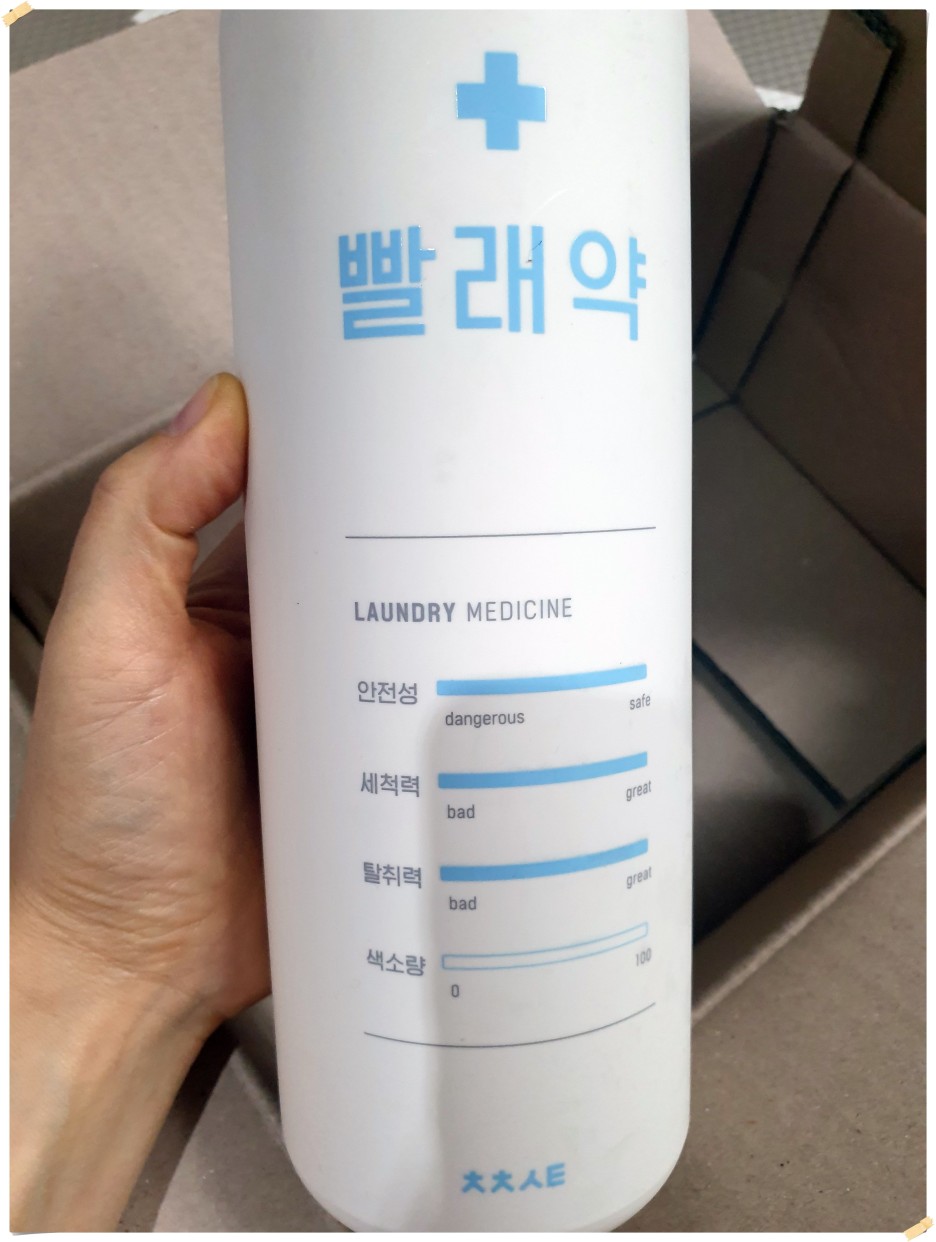 빨래약
LAUNDRY MEDICINE
안전성
dangerous safe
세척력
bad great
탈취력
bad great
색소량
0 100
ㅊㅊㅅㅌ